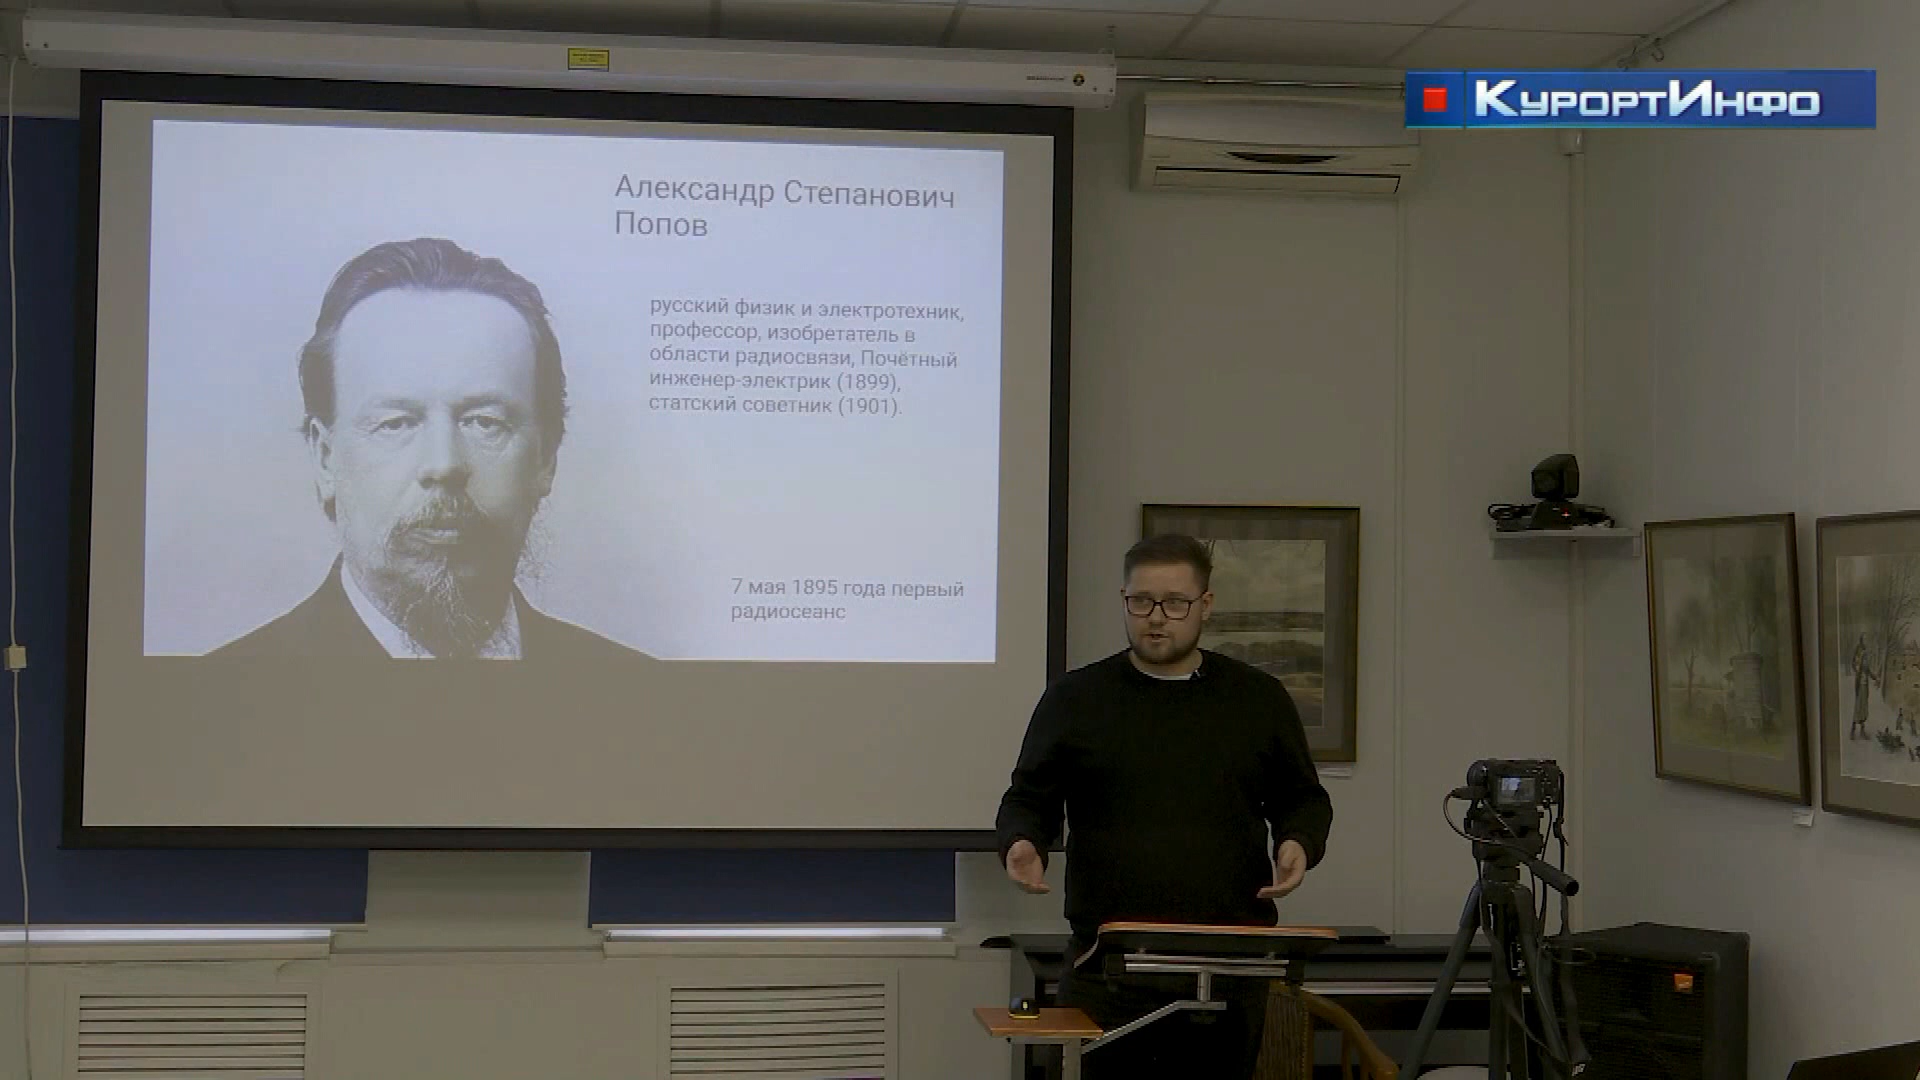 КурортИнфо
Александр Степанович
Попов
русский физик и электротехник,
профессор, изобретатель в
области радиосвязи, Почётный
инженер-электрик (1899),
статский советник (1901).
7 мая 1895 года первый
радиосеанс